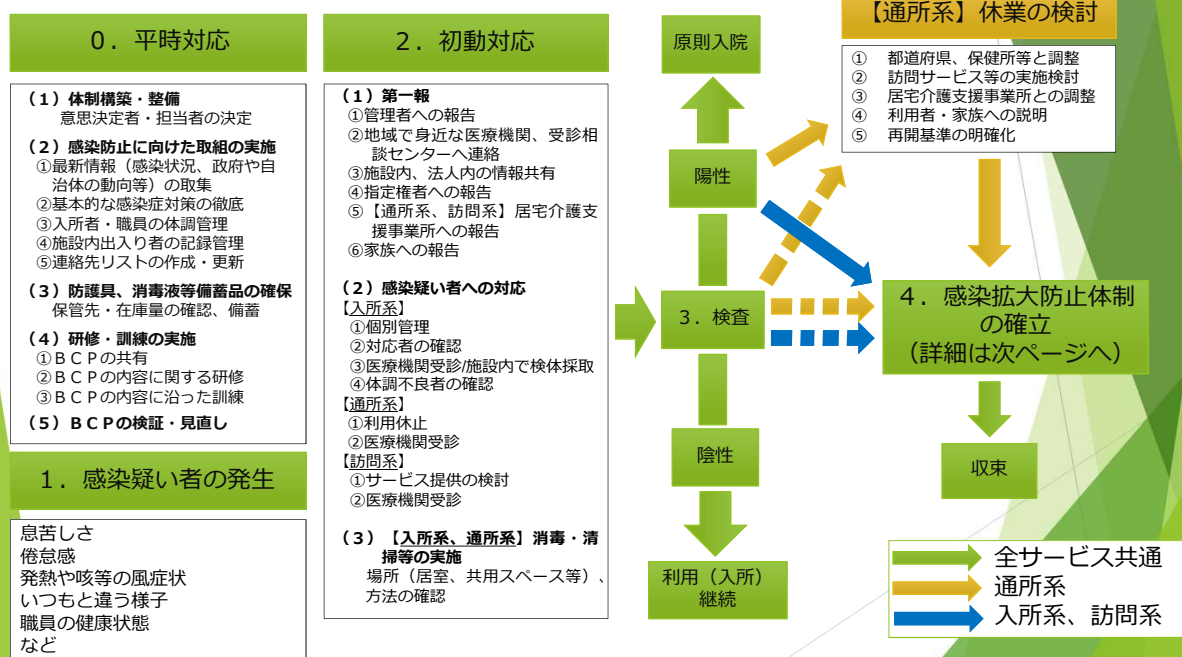 ０．平時対応
（１）体制構築・整備
意思決定者・担当者の決定
（２）感染防止に向けた取組の実施
①最新情報（感染状況、政府や自
治体の動向等）の収集
②基本的な感染症対策の徹底
③入所者・職員の体調管理
④施設内出入り者の記録管理
⑤連絡先リストの作成・更新
（３）防護具、消毒液等備蓄品の確保
保管先・在庫量の確認、備蓄
（４）研修・訓練の実施
①ＢＣＰの共有
②ＢＣＰの内容に関する研修
③ＢＣＰの内容に沿った訓練
（５）ＢＣＰの検証・見直し
１．感染疑い者の発生
息苦しさ
倦怠感
発熱や咳等の風症状
いつもと違う様子
職員の健康状態
など
２．初動対応
（１）第一報
①管理者への報告
②地域で身近な医療機関、受診相
談センターへ連絡
③施設内、法人内の情報共有
④指定権者への報告
⑤【通所系、訪問系】居宅介護支
援事業所への報告
⑥家族への報告
（２）感染疑い者への対応
【入所系】
①個別管理
②対応者の確認
③医療機関受診/施設内で検体採取
④体調不良者の確認
【通所系】
①利用休止
②医療機関受診
【訪問系】
①サービス提供の検討
②医療機関受診
（３）【入所系、通所系】消毒・清
掃等の実施
場所（居室、共用スペース等）、
方法の確認
原則入院
陽性
３．検査
陰性
利用（入所）
継続
【通所系】休業の検討
① 都道府県、保健所等と調整
② 訪問サービス等の実施検討
③ 居宅介護支援事業所との調整
④ 利用者・家族への説明
⑤ 再開基準の明確化
４．感染拡大防止体制
の確立
（詳細は次ページへ）
収束
全サービス共通
通所系
入所系、訪問系